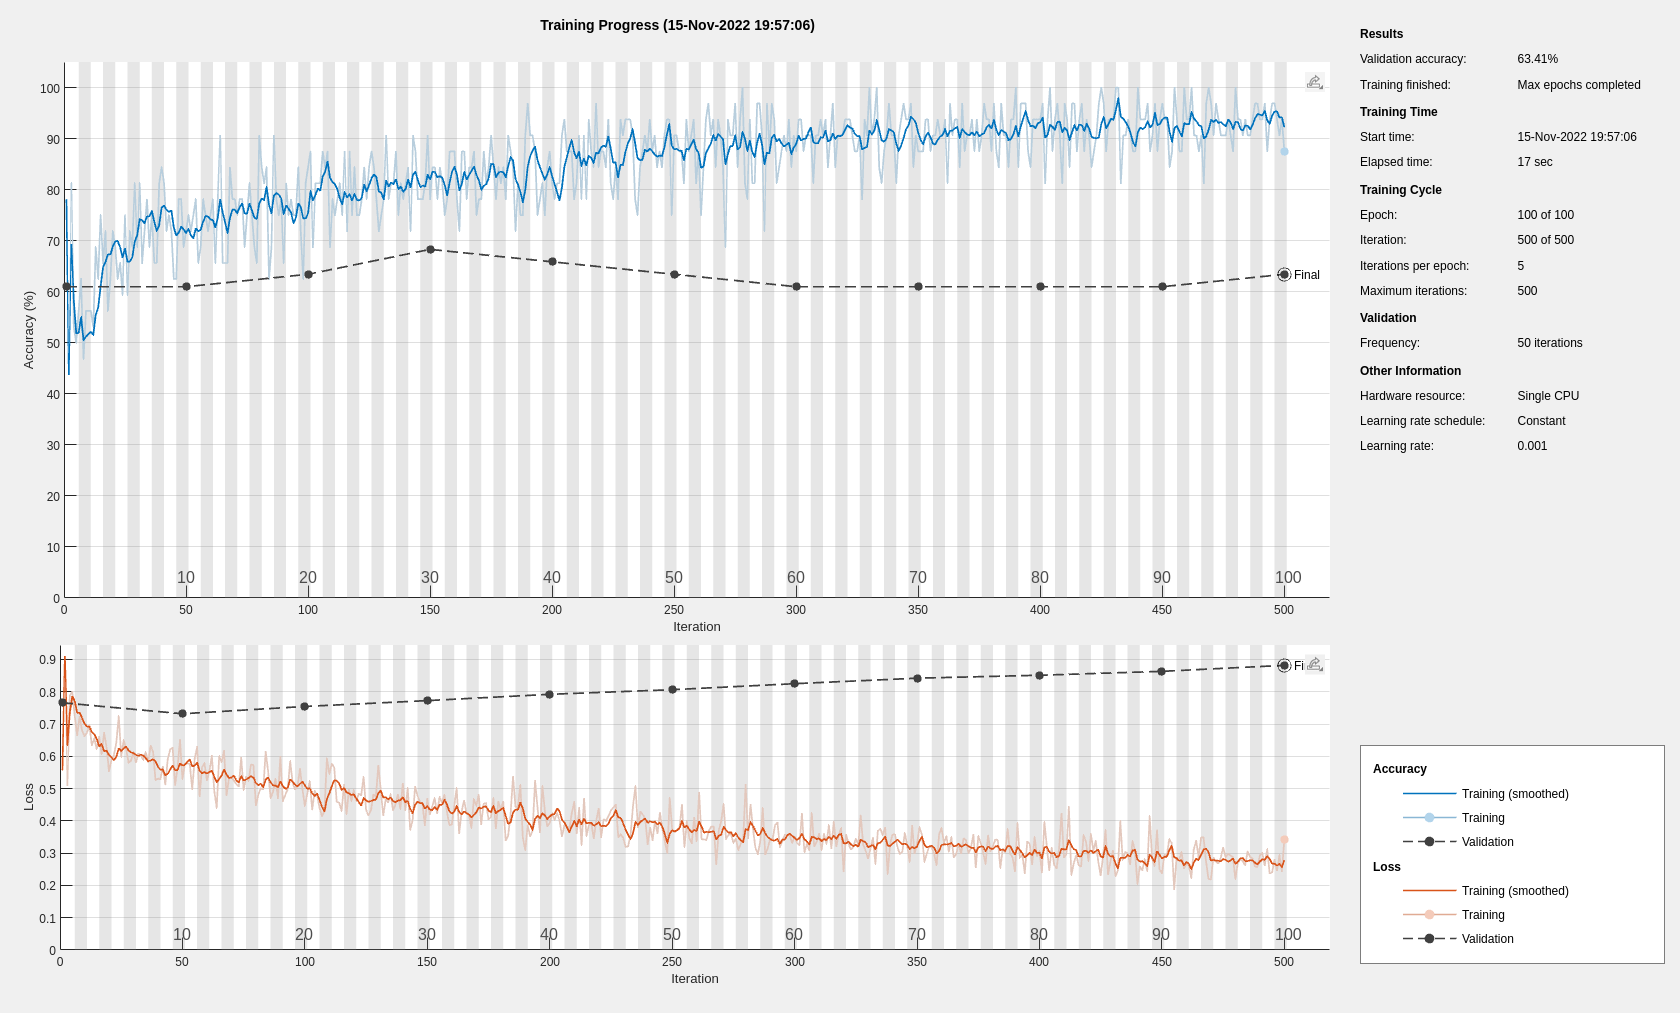 Training Progress (15-Nov-2022 19:57:06)
100
90
80
70
60
50
40
30
20
10
0
Accuracy (%)
Final
10 20 30 40 50 60 70 80 90 100
0 50 100 150 200 250 300 350 400 450 500
Iteration
0.9
0.8
0.7
0.6
0.5
0.4
0.3
0.2
0.1
0
Loss
Fi
10 20 30 40 50 60 70 80 90 100
0 50 100 150 200 250 300 350 400 450 500
Iteration
Results
Validation accuracy: 63.41%
Training finished: Max epochs completed
Training Time
Start time: 15-Nov-2022 19:57:06
Elapsed time: 17 sec
Training Cycle
Epoch: 100 of 100
Iteration: 500 of 500
Iterations per epoch: 5
Maximum iterations: 500
Validation
Frequency: 50 iterations
Other Information
Hardware resource: Single CPU
Learning rate schedule: Constant
Learning rate: 0.001
Accuracy
Training (smoothed)
Training
Validation
Loss
Training (smoothed)
Training
Validation